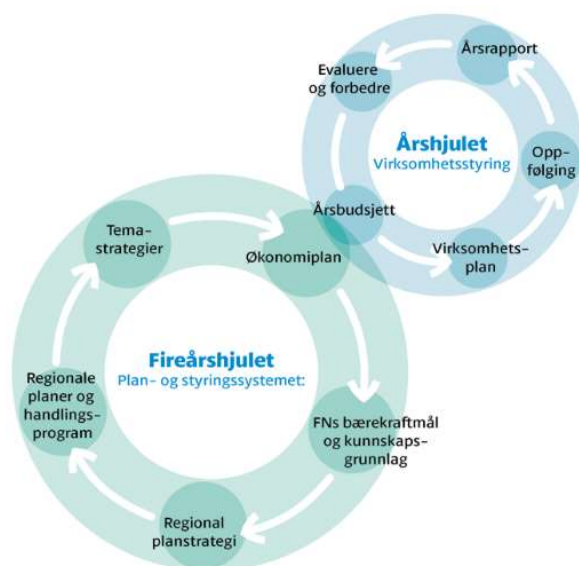 Årsrapport
Evaluere
og forbedre
Årshjulet
Virksomhetsstyring
Opp-
følging
Årsbudsjett
Virksomhets-
plan
Tema-
strategier
Økonomiplan
Fireårshjulet
Plan- og styringssystemet:
Regionale
planer og
handlings-
program
FNs bærekraftmål
og kunnskaps-
grunnlag
Regional
planstrategi